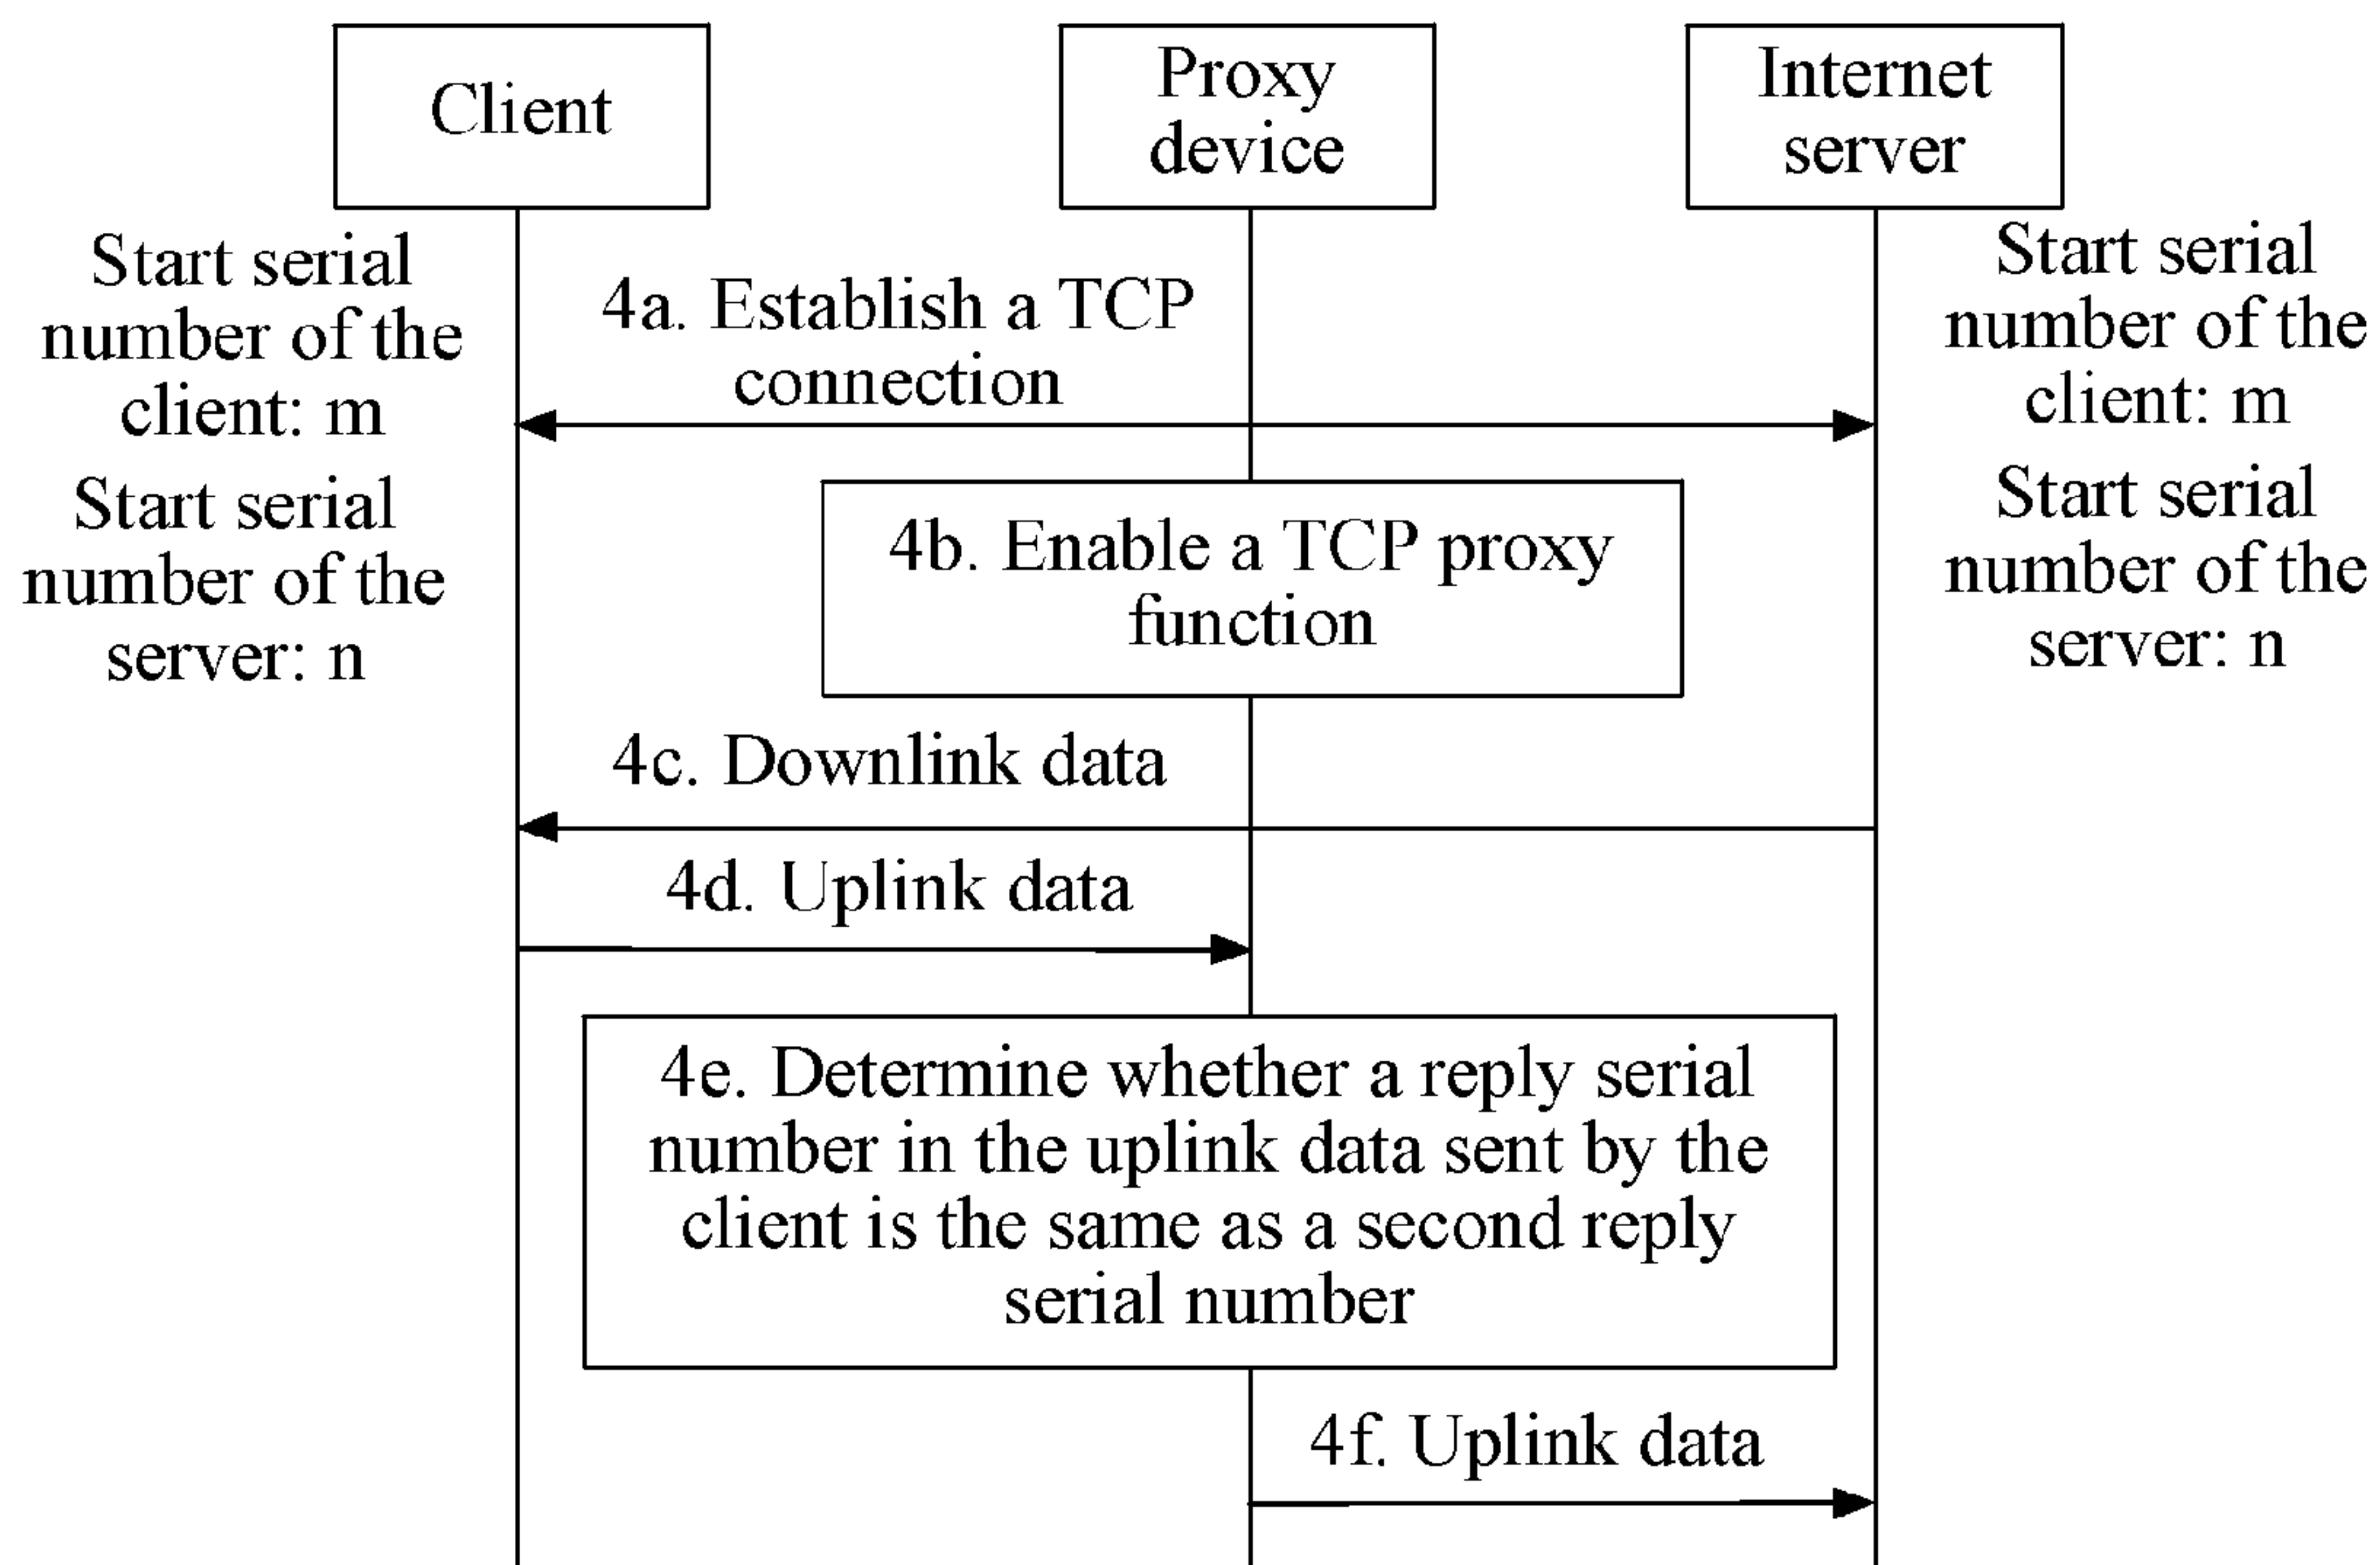 Client
Proxy
device
Internet
server
Start serial
number of the
client: m
Start serial
number of the
server: n
4a. Establish a TCP
connection
Start serial
number of the
client: m
Start serial
number of the
server: n
4b. Enable a TCP proxy
function
4c. Downlink data
4d. Uplink data
4e. Determine whether a reply serial
number in the uplink data sent by the
client is the same as a second reply
serial number
4f. Uplink data